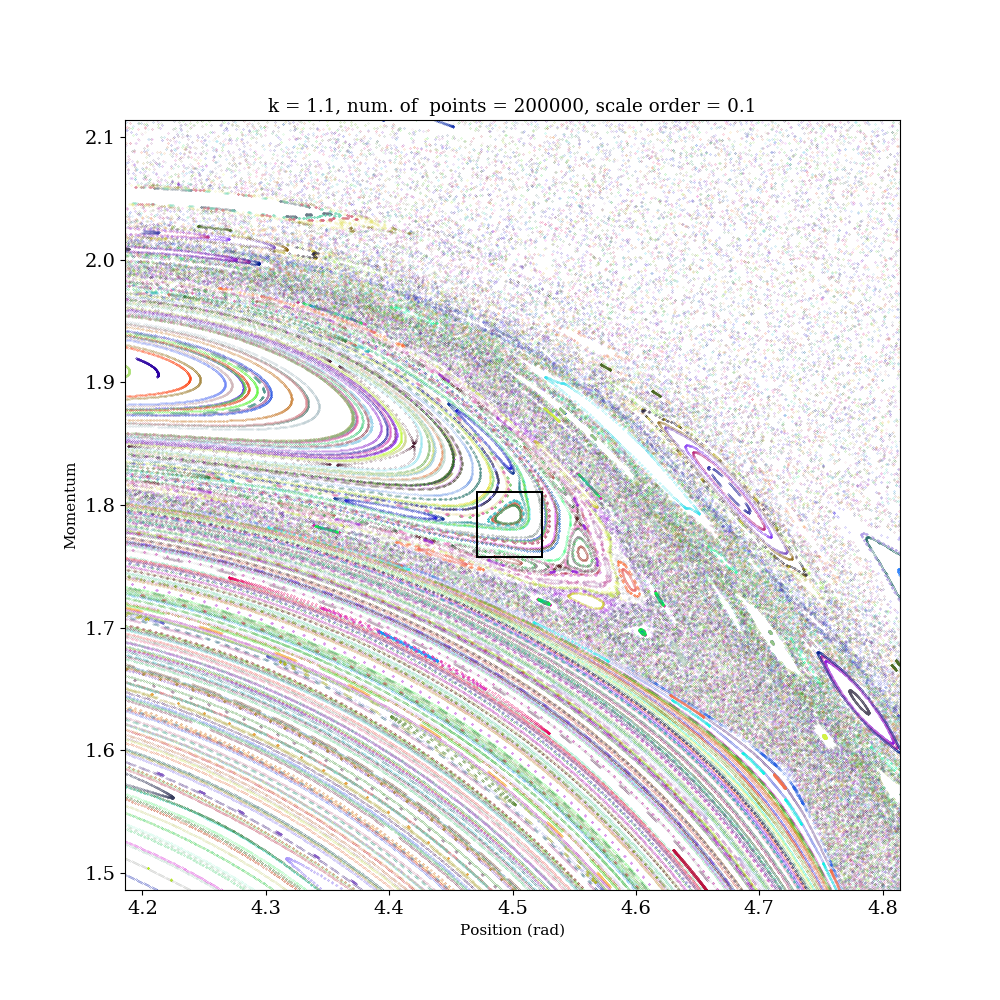 k = 1.1, num. of  points = 200000, scale order = 0.1
2.1
2.0
1.9
1.8
1.7
1.6
1.5
Momentum
4.2 4.3 4.4 4.5 4.6 4.7 4.8
Position (rad)